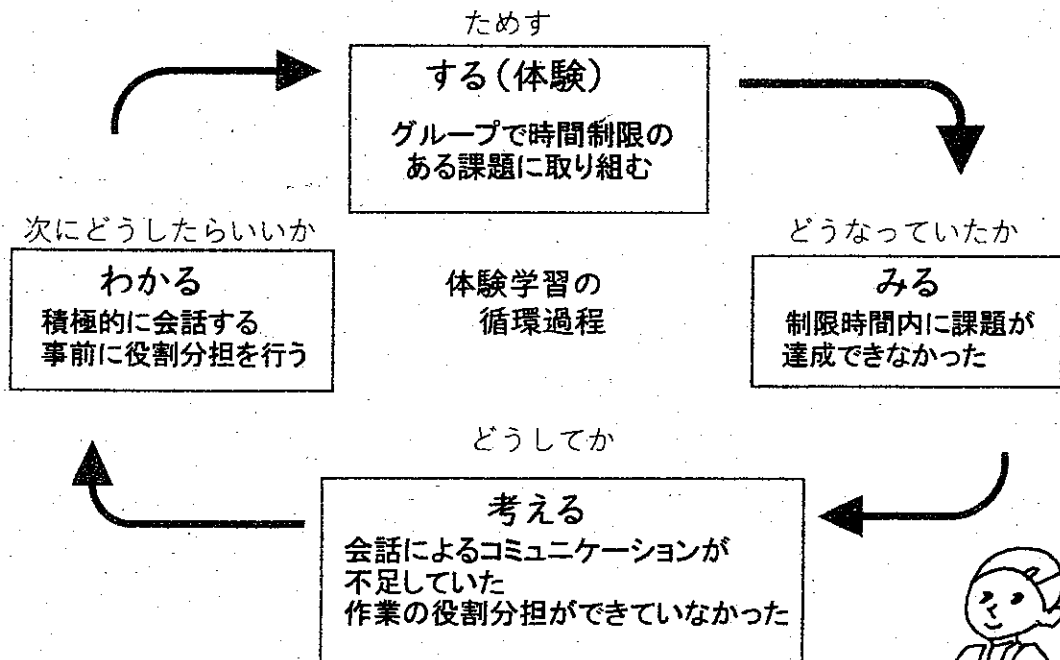 ためす
する(体験)
グループで時間制限の
ある課題に取り組む
どうなっていたか
みる
制限時間内に課題が
達成できなかった
どうしてか
考える
会話によるコミュニケーションが
不足していた
作業の役割分担ができていなかった
次にどうしたらいいか
わかる
積極的に会話する
事前に役割分担を行う
体験学習の
循環過程